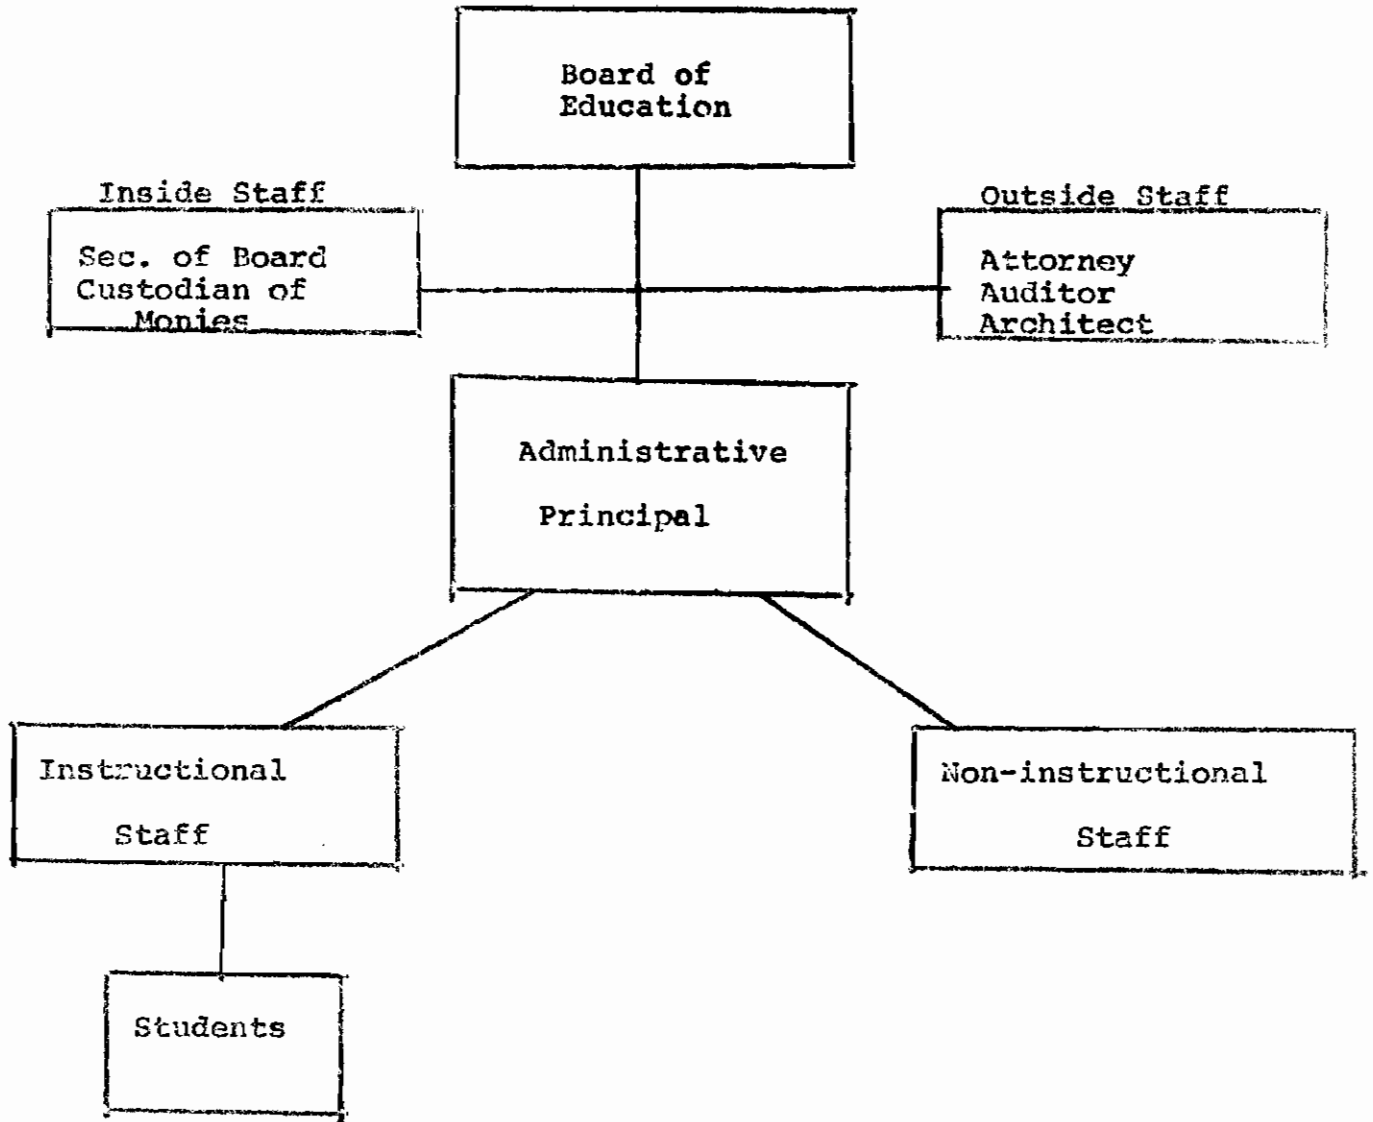 Board of
Education
Inside Staff
Sec. of Board
Custodian of
Monies
Outside Staff
Attorney
Auditor
Architect
Administrative
Principal
Instructional
Staff
Non-instructional
Staff
Students